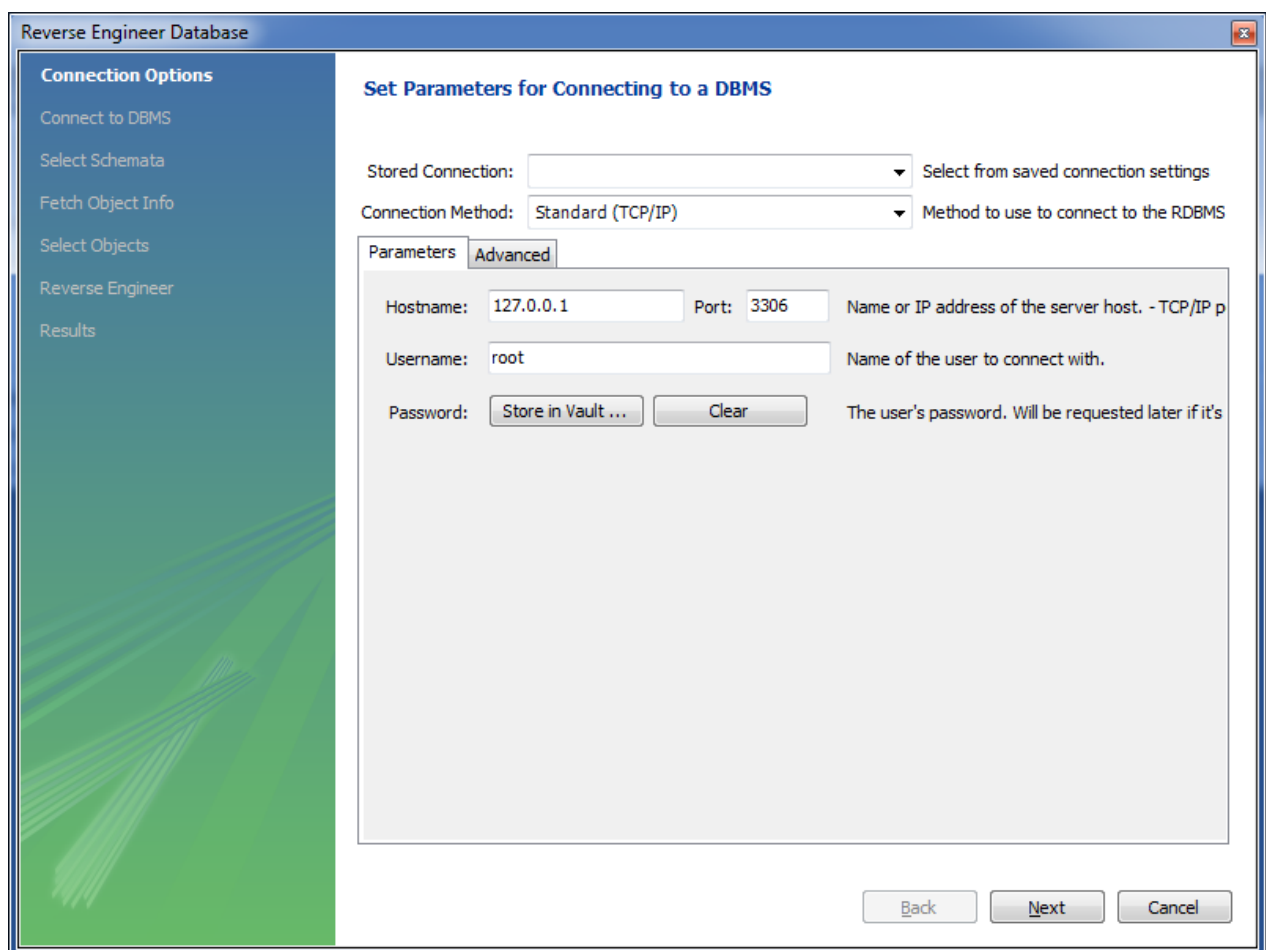 Reverse Engineer Database
Connection Options
Connect to DBMS
Select Schemata
Fetch Object Info
Select Objects
Reverse Engineer
Results
Set Parameters for Connecting to a DBMS
Stored Connection: Select from saved connection settings
Connection Method: Standard (TCP/IP) Method to use to connect to the RDBMS
Parameters Advanced
Hostname: 127.0.0.1 Port: 3306 Name or IP address of the server host. - TCP/IP p
Username: root Name of the user to connect with.
Password: Store in Vault ... Clear The user's password. Will be requested later if it's
Back Next Cancel